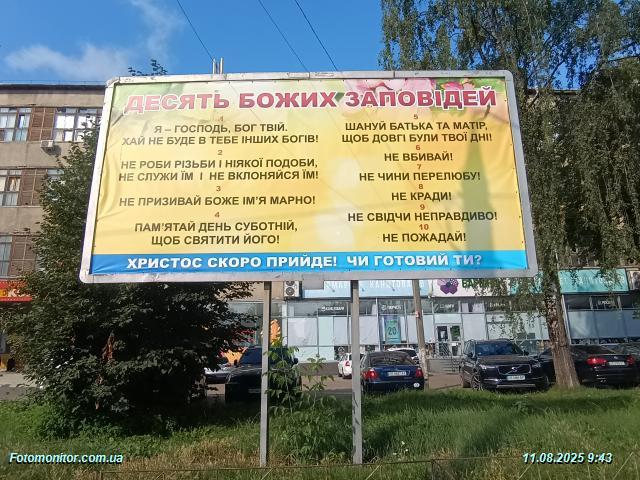 ДЕСЯТЬ БОЖИХ ЗАПОВІДЕЙ
1
Я – ГОСПОДЬ, БОГ ТВІЙ.
ХАЙ НЕ БУДЕ В ТЕБЕ ІНШИХ БОГІВ!
2
НЕ РОБИ РІЗЬБИ І НІЯКОЇ ПОДОБИ,
НЕ СЛУЖИ ЇМ І НЕ ВКЛОНЯЙСЯ ЇМ!
3
НЕ ПРИЗИВАЙ БОЖЕ ІМ'Я МАРНО!
4
ПАМ'ЯТАЙ ДЕНЬ СУБОТНІЙ,
ЩОБ СВЯТИТИ ЙОГО!
5
ШАНУЙ БАТЬКА ТА МАТІР,
ЩОБ ДОВГІ БУЛИ ТВОЇ ДНІ!
6
НЕ ВБИВАЙ!
7
НЕ ЧИНИ ПЕРЕЛЮБУ!
8
НЕ КРАДИ!
9
НЕ СВІДЧИ НЕПРАВДИВО!
10
НЕ ПОЖАДАЙ!
ХРИСТОС СКОРО ПРИЙДЕ! ЧИ ГОТОВИЙ ТИ?
20
Fotomonitor.com.ua
11.08.2025 9:43